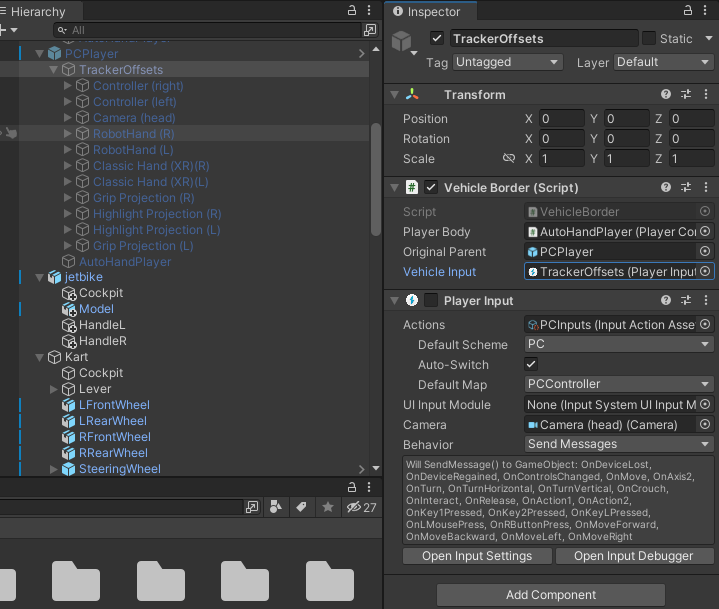 Hierarchy
All
PCPlayer
TrackerOffsets
Controller (right)
Controller (left)
Camera (head)
RobotHand (R)
RobotHand (L)
Classic Hand (XR)(R)
Classic Hand (XR)(L)
Grip Projection (R)
Highlight Projection (R)
Highlight Projection (L)
Grip Projection (L)
AutoHandPlayer
jetbike
Cockpit
Model
HandleL
HandleR
Kart
Cockpit
Lever
LFrontWheel
LRearWheel
RFrontWheel
RRearWheel
SteeringWheel
27
Inspector
TrackerOffsets Static
Tag Untagged Layer Default
Transform
Position X 0 Y 0 Z 0
Rotation X 0 Y 0 Z 0
Scale X 1 Y 1 Z 1
# Vehicle Border (Script)
Script VehicleBorder
Player Body AutoHandPlayer (Player Cor
Original Parent PCPlayer
Vehicle Input TrackerOffsets (Player Input
Player Input
Actions PCInputs (Input Action Asse
Default Scheme PC
Auto-Switch
Default Map PCController
UI Input Module None (Input System UI Input M
Camera Camera (head) (Camera)
Behavior Send Messages
Will SendMessage() to GameObject: OnDeviceLost,
OnDeviceRegained, OnControlsChanged, OnMove, OnAxis2,
OnTurn, OnTurnHorizontal, OnTurnVertical, OnCrouch,
OnInteract, OnRelease, OnAction1, OnAction2,
OnKey1Pressed, OnKey2Pressed, OnKeyLPressed,
OnLMousePress, OnRButtonPress, OnMoveForward,
OnMoveBackward, OnMoveLeft, OnMoveRight
Open Input Settings Open Input Debugger
Add Component